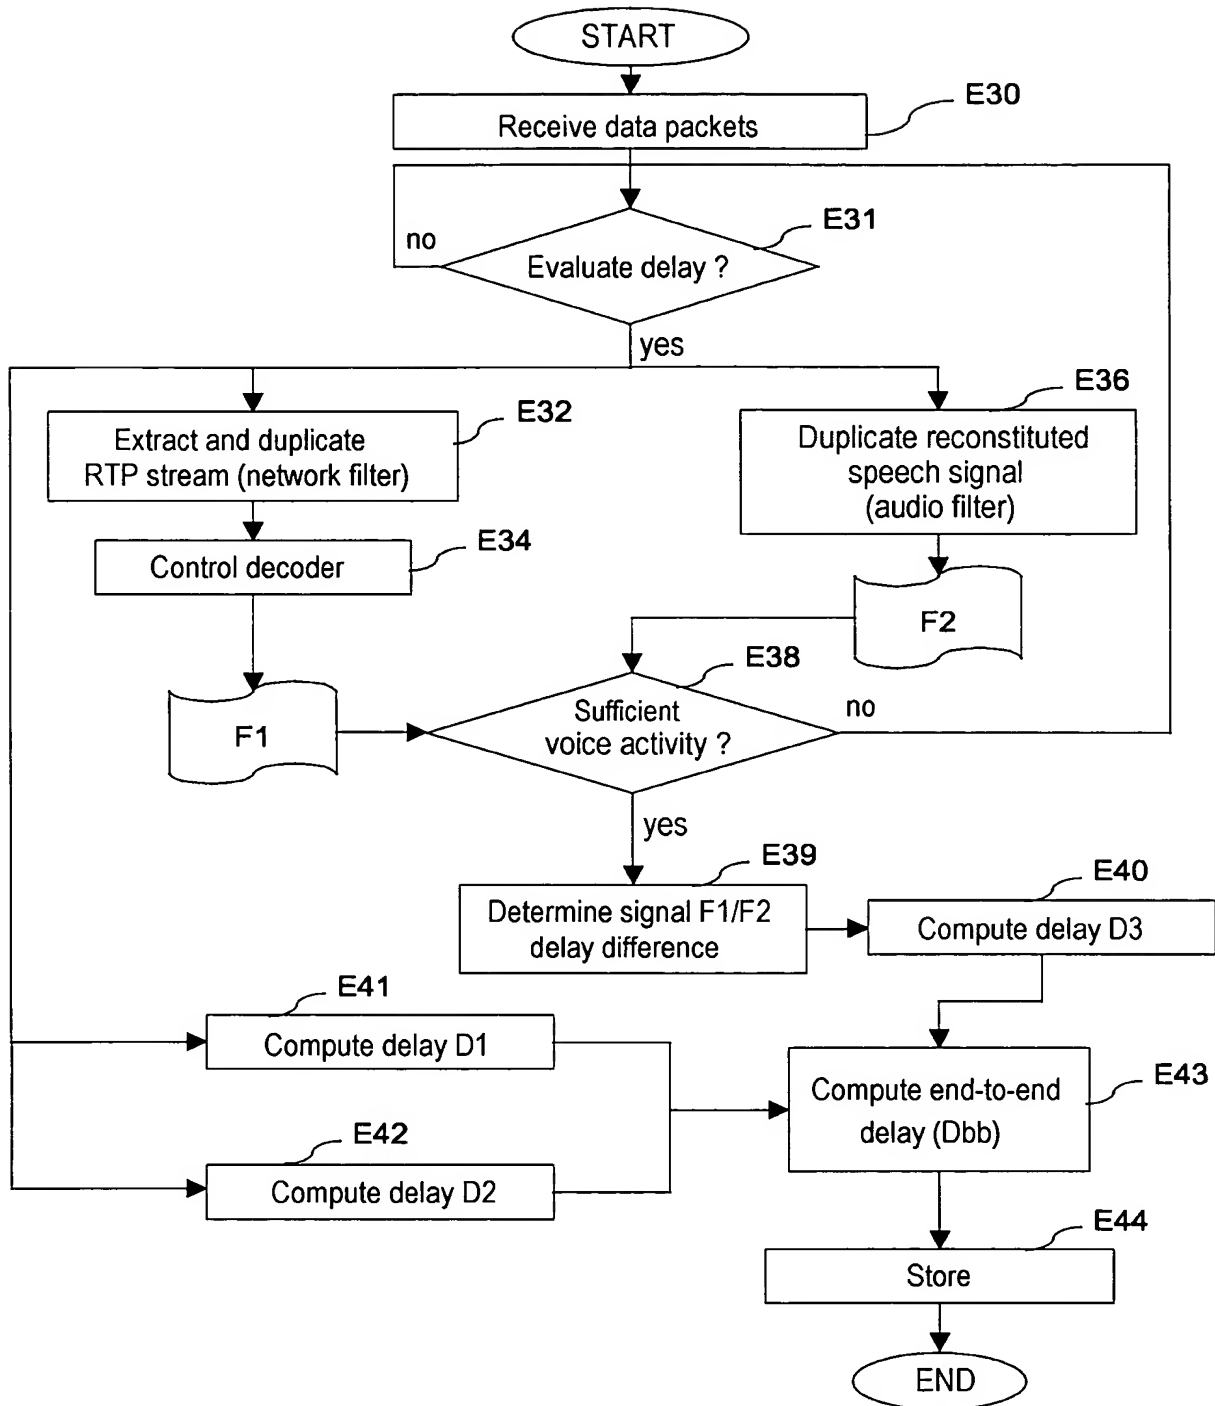 START
E30
Receive data packets
E31
no
Evaluate delay ?
yes
E32
E36
Extract and duplicate
RTP stream (network filter)
Duplicate reconstituted
speech signal
(audio filter)
E34
Control decoder
F2
E38
F1
Sufficient
voice activity ?
no
yes
E39
E40
Determine signal F1/F2
delay difference
Compute delay D3
E41
Compute delay D1
E43
Compute end-to-end
delay (Dbb)
E42
Compute delay D2
E44
Store
END